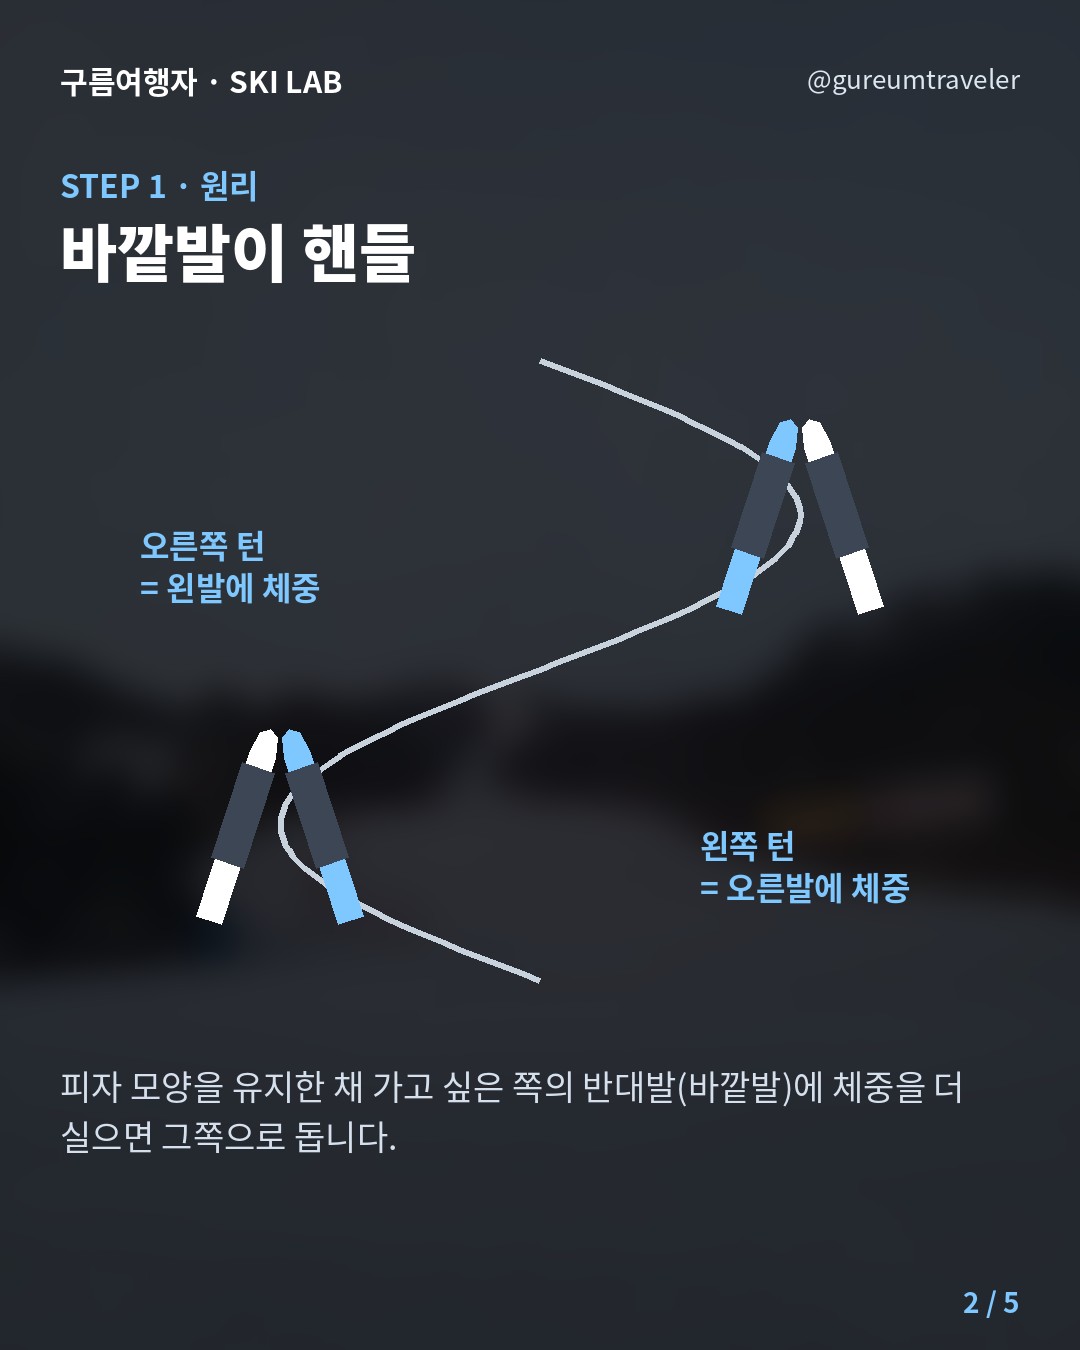 구름여행자 · SKI LAB
@gureumtraveler
STEP 1 · 원리
바깥발이 핸들
오른쪽 턴
= 왼발에 체중
왼쪽 턴
= 오른발에 체중
피자 모양을 유지한 채 가고 싶은 쪽의 반대발(바깥발)에 체중을 더
실으면 그쪽으로 돕니다.
2 / 5